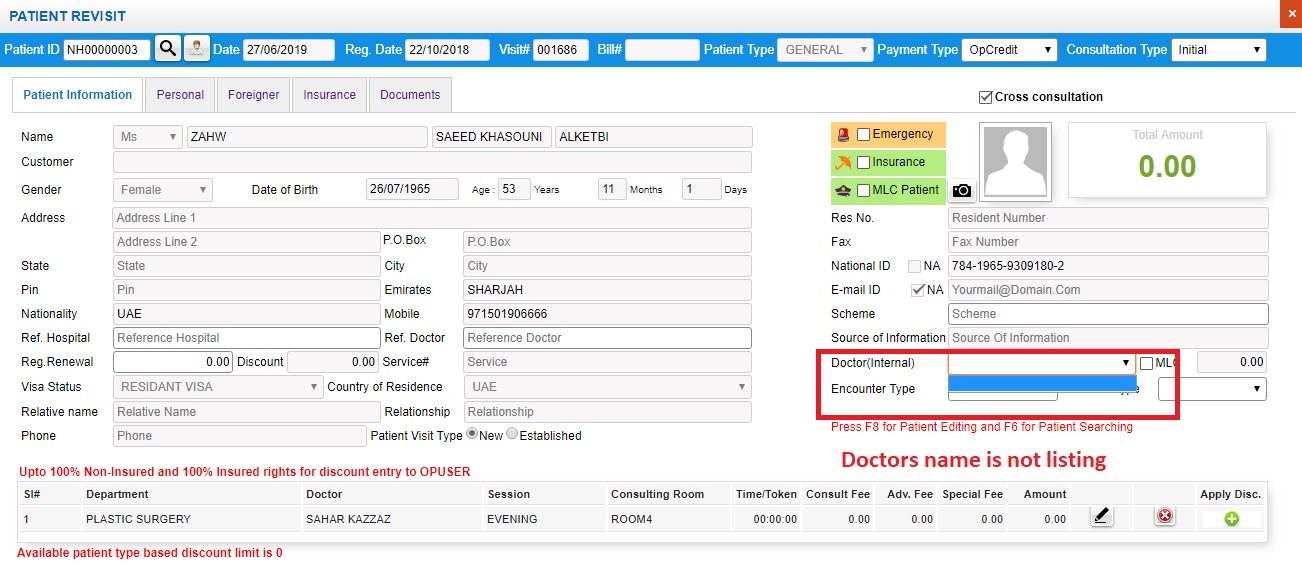 PATIENT REVISIT
×
Patient ID NH00000003 Date 27/06/2019 Reg. Date 22/10/2018 Visit# 001686 Bill# Patient Type GENERAL Payment Type OpCredit Consultation Type Initial
Patient Information Personal Foreigner Insurance Documents
Cross consultation
Name Ms ZAHW SAEED KHASOUNI ALKETBI
Emergency
Total Amount
Customer
Insurance
0.00
Gender Female Date of Birth 26/07/1965 Age : 53 Years 11 Months 1 Days
MLC Patient
Address Address Line 1
Res No. Resident Number
Address Line 2 P.O.Box P.O.Box
Fax Fax Number
State State City City
National ID NA 784-1965-9309180-2
Pin Pin Emirates SHARJAH
E-mail ID NA Yourmail@Domain.Com
Nationality UAE Mobile 971501906666
Scheme Scheme
Ref. Hospital Reference Hospital Ref. Doctor Reference Doctor
Source of Information Source Of Information
Reg.Renewal 0.00 Discount 0.00 Service# Service
Doctor(Internal) 0.00
Visa Status RESIDANT VISA Country of Residence UAE
Encounter Type
Relative name Relative Name Relationship Relationship
Phone Phone Patient Visit Type New Established
Press F8 for Patient Editing and F6 for Patient Searching
Doctors name is not listing
Upto 100% Non-Insured and 100% Insured rights for discount entry to OPUSER
Sl# Department Doctor Session Consulting Room Time/Token Consult Fee Adv. Fee Special Fee Amount Apply Disc.
1 PLASTIC SURGERY SAHAR KAZZAZ EVENING ROOM4 00:00:00 0.00 0.00 0.00 0.00
Available patient type based discount limit is 0